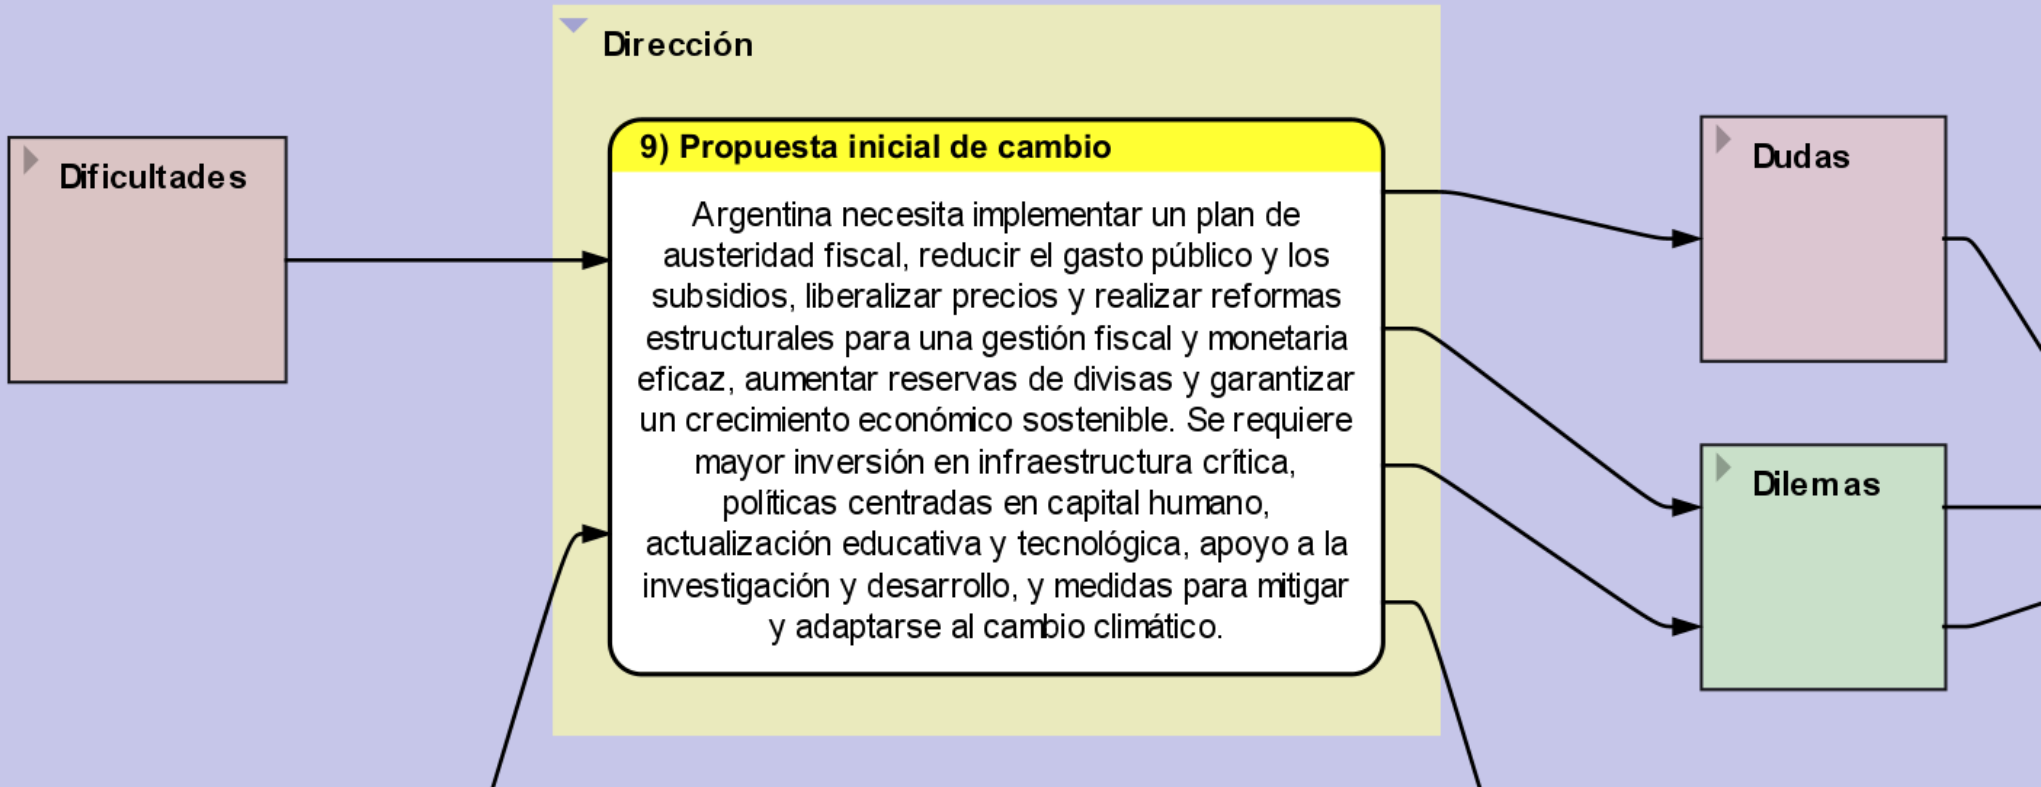 Dirección
Dificultades
9) Propuesta inicial de cambio
Argentina necesita implementar un plan de
austeridad fiscal, reducir el gasto público y los
subsidios, liberalizar precios y realizar reformas
estructurales para una gestión fiscal y monetaria
eficaz, aumentar reservas de divisas y garantizar
un crecimiento económico sostenible. Se requiere
mayor inversión en infraestructura crítica,
políticas centradas en capital humano,
actualización educativa y tecnológica, apoyo a la
investigación y desarrollo, y medidas para mitigar
y adaptarse al cambio climático.
Dudas
Dilemas